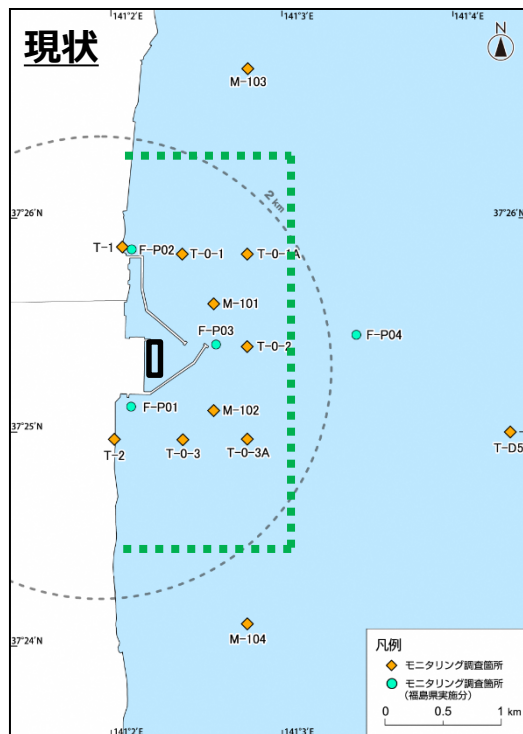 141°2′E
141°3′E
141°4′E
現状
N
M-103
2 km
37°26′N
37°26′N
T-1
F-P02
T-0-1
T-0-1A
M-101
F-P03
F-P04
T-0-2
F-P01
M-102
37°25′N
T-2
T-0-3
T-0-3A
T-D5
37°24′N
M-104
凡例
モニタリング調査箇所
モニタリング調査箇所
(福島県実施分)
0 0.5 1 km
141°2′E
141°3′E